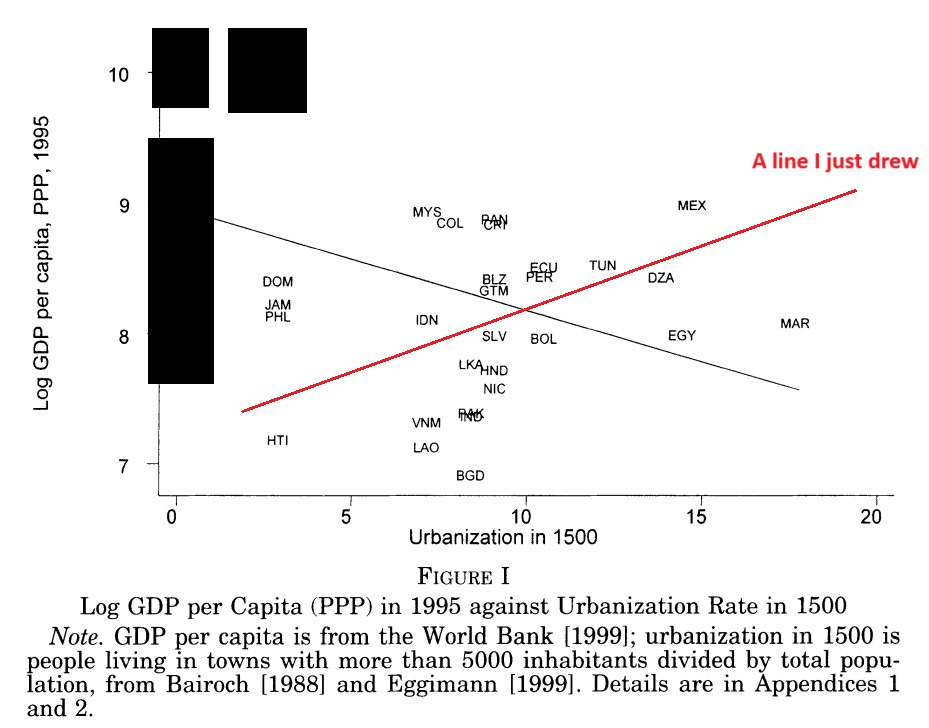 10
A line I just drew
Log GDP per capita, PPP, 1995
9
MYS
COL
PAN
CRI
MEX
ECU
PER
TUN
DZA
DOM
BLZ
GTM
JAM
PHL
IDN
8
SLV
BOL
EGY
MAR
LKA
HND
NIC
PAK
IND
VNM
HTI
LAO
7
BGD
0 5 10 15 20
Urbanization in 1500
FIGURE I
Log GDP per Capita (PPP) in 1995 against Urbanization Rate in 1500
Note. GDP per capita is from the World Bank [1999]; urbanization in 1500 is
people living in towns with more than 5000 inhabitants divided by total popu-
lation, from Bairoch [1988] and Eggimann [1999]. Details are in Appendices 1
and 2.